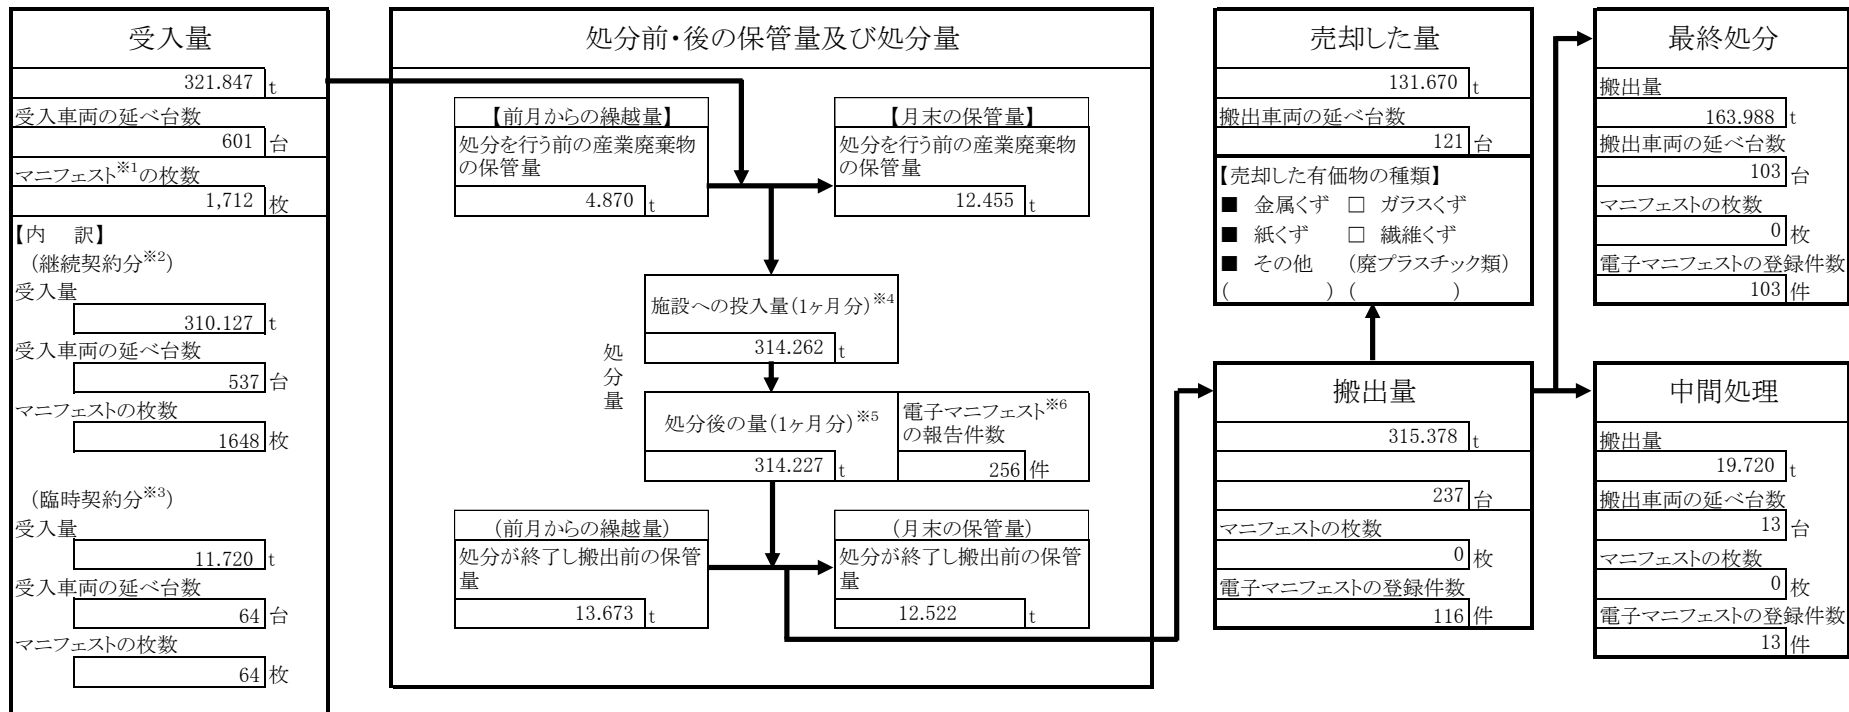 受入量
321.847 t
受入車両の延べ台数
601 台
マニフェスト※1の枚数
1,712 枚
【内 訳】
(継続契約分※2)
受入量
310.127 t
受入車両の延べ台数
537 台
マニフェストの枚数
1648 枚
(臨時契約分※3)
受入量
11.720 t
受入車両の延べ台数
64 台
マニフェストの枚数
64 枚
処分前・後の保管量及び処分量
【前月からの繰越量】
処分を行う前の産業廃棄物
の保管量
4.870 t
【月末の保管量】
処分を行う前の産業廃棄物
の保管量
12.455 t
処分量
施設への投入量(1ヶ月分)※4
314.262 t
処分後の量(1ヶ月分)※5
314.227 t
電子マニフェスト※6
の報告件数
256 件
(前月からの繰越量)
処分が終了し搬出前の保管
量
13.673 t
(月末の保管量)
処分が終了し搬出前の保管
量
12.522 t
売却した量
131.670 t
搬出車両の延べ台数
121 台
【売却した有価物の種類】
■ 金属くず □ ガラスくず
■ 紙くず □ 繊維くず
■ その他 (廃プラスチック類)
( ) ( )
搬出量
315.378 t
237 台
マニフェストの枚数
0 枚
電子マニフェストの登録件数
116 件
最終処分
搬出量
163.988 t
搬出車両の延べ台数
103 台
マニフェストの枚数
0 枚
電子マニフェストの登録件数
103 件
中間処理
搬出量
19.720 t
搬出車両の延べ台数
13 台
マニフェストの枚数
0 枚
電子マニフェストの登録件数
13 件